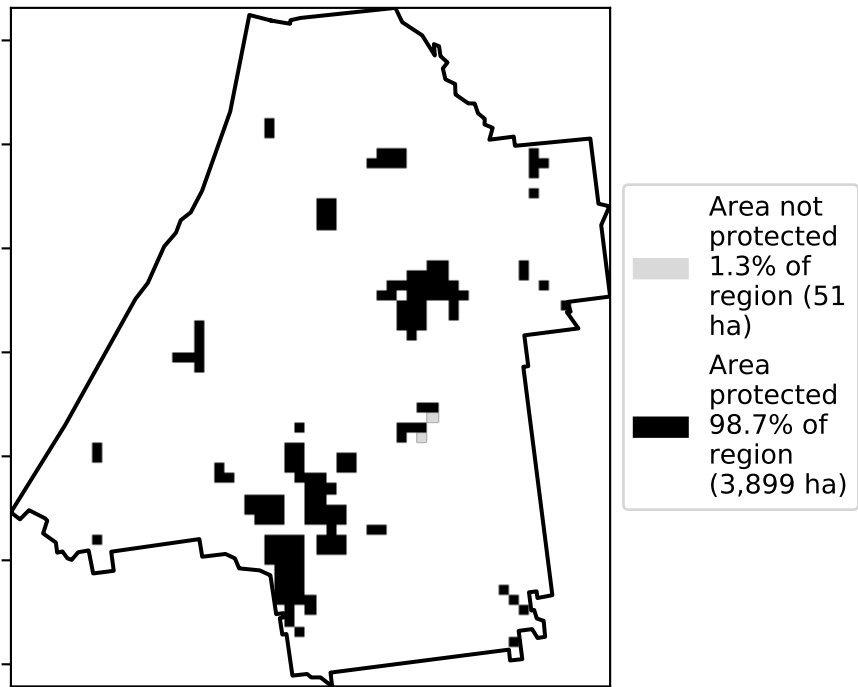 Area not
protected
1.3% of
region (51
ha)
Area
protected
98.7% of
region
(3,899 ha)